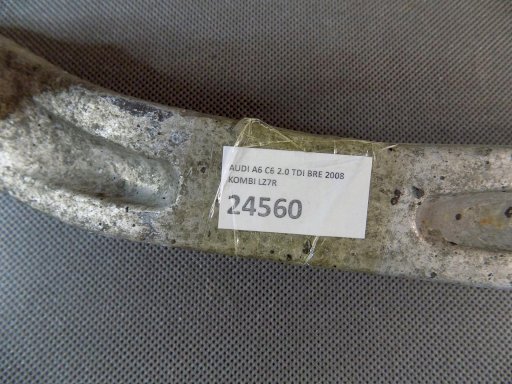 AUDI A6 C6 2.0 TDI BRE 2008
KOMBI LZ7R
24560